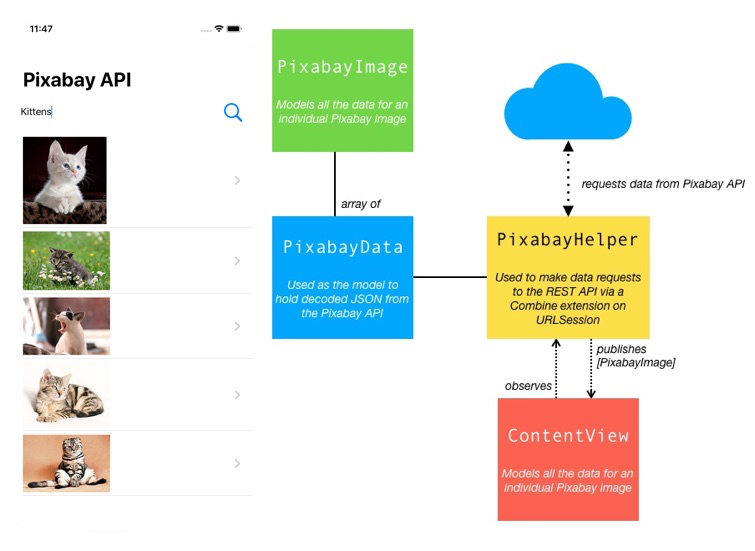 11:47
Pixabay API
Kittens
PixabayImage
Models all the data for an
individual Pixabay image
array of
PixabayData
Used as the model to
hold decoded JSON from
the Pixabay API
requests data from Pixabay API
PixabayHelper
Used to make data requests
to the REST API via a
Combine extension on
URLSession
observes
publishes
[PixabayImage]
ContentView
Models all the data for an
individual Pixabay image